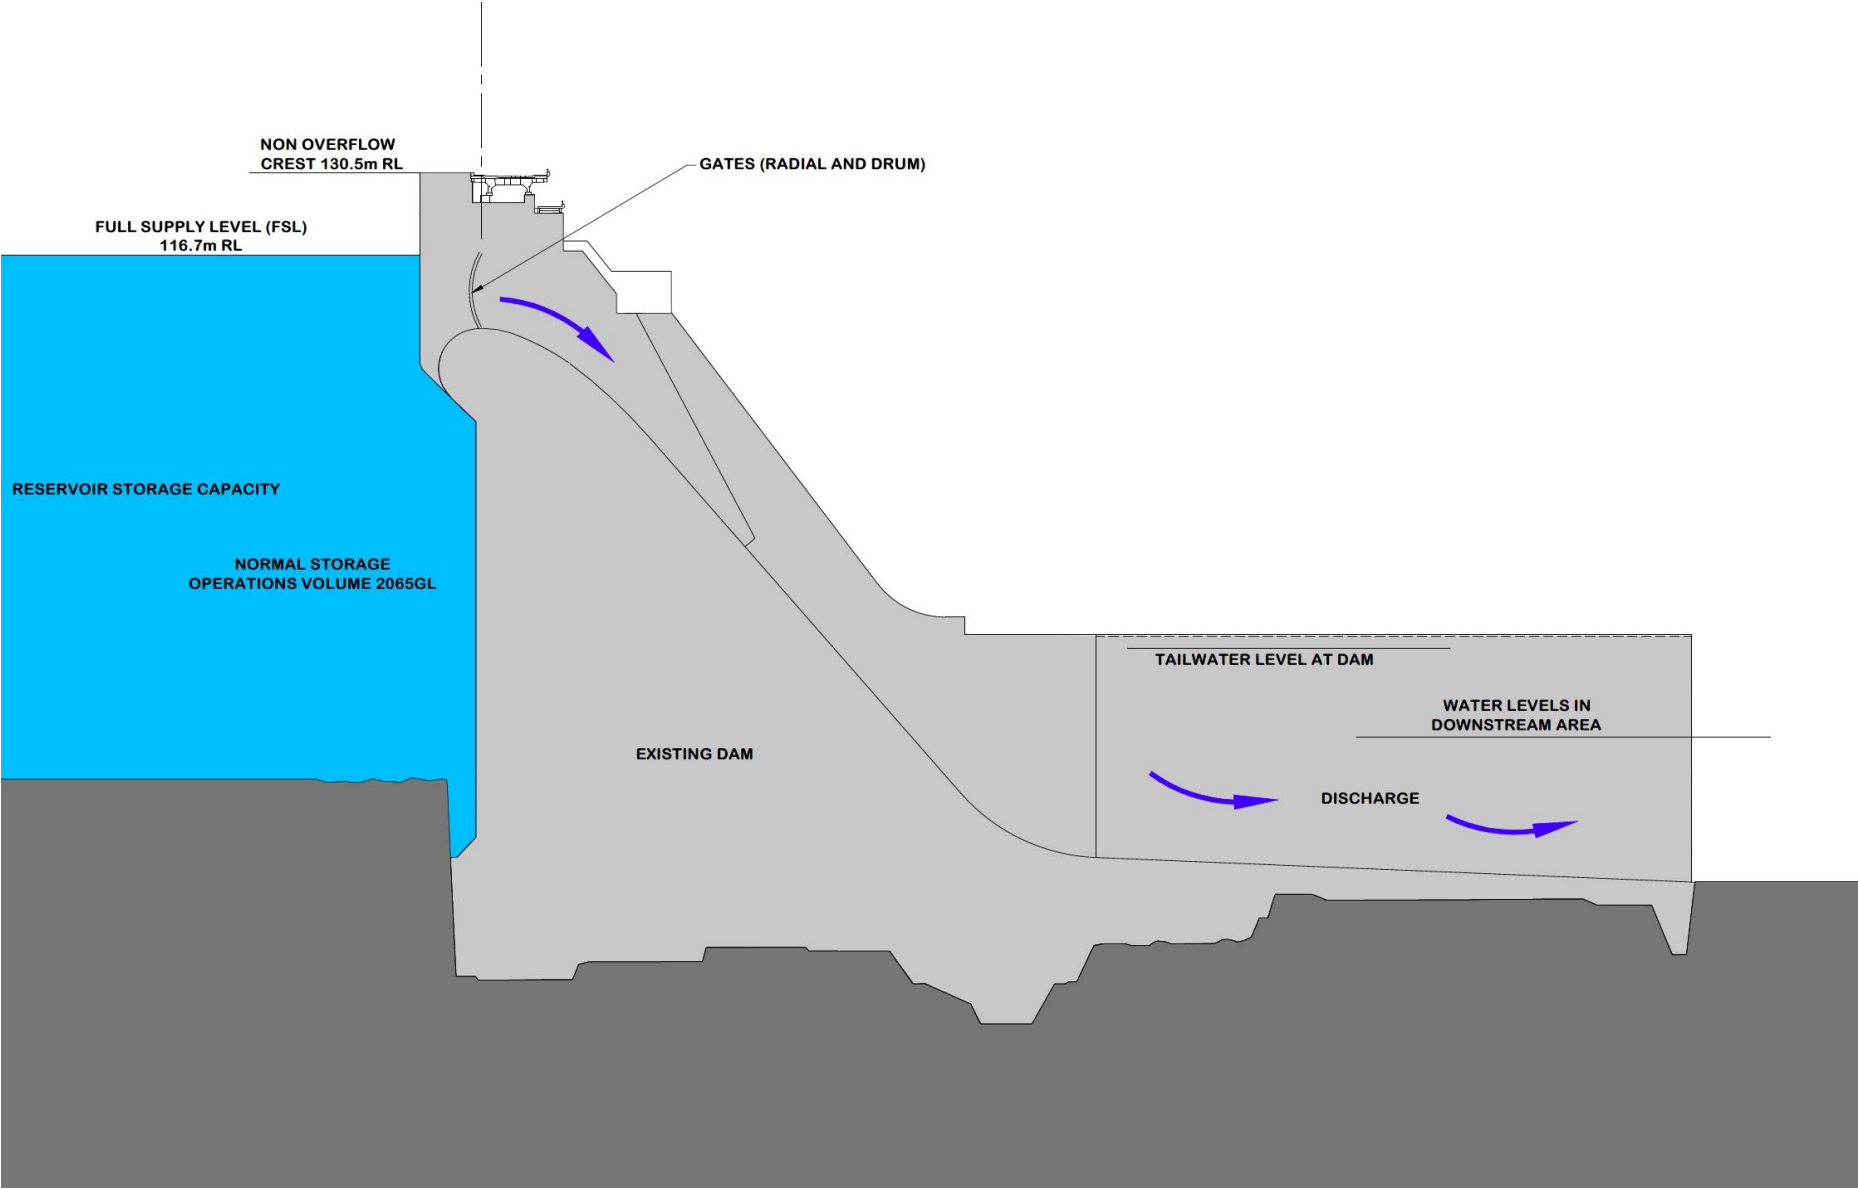 NON OVERFLOW
CREST 130.5m RL
GATES (RADIAL AND DRUM)
FULL SUPPLY LEVEL (FSL)
116.7m RL
RESERVOIR STORAGE CAPACITY
NORMAL STORAGE
OPERATIONS VOLUME 2065GL
TAILWATER LEVEL AT DAM
WATER LEVELS IN
DOWNSTREAM AREA
EXISTING DAM
DISCHARGE